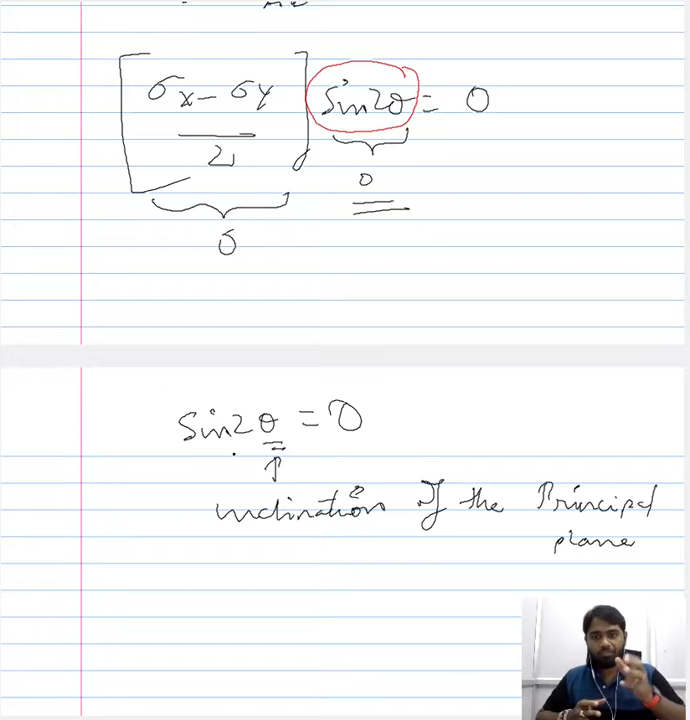 [σx - σy / 2] sin2θ = 0
0 0
sin2θ = 0
inclination of the Principal
plane